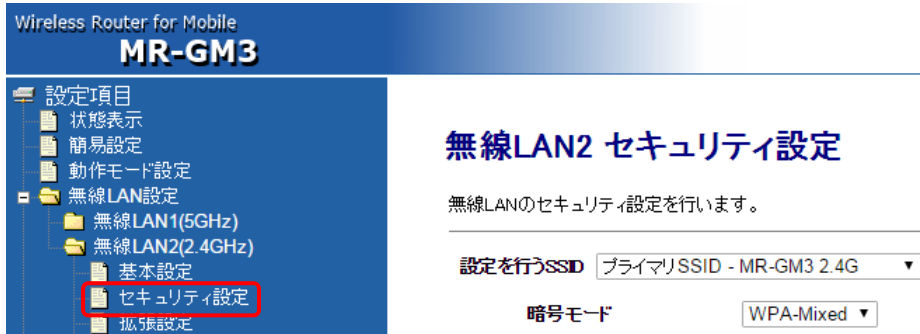 Wireless Router for Mobile
MR-GM3
設定項目
状態表示
簡易設定
動作モード設定
無線LAN設定
無線LAN1(5GHz)
無線LAN2(2.4GHz)
基本設定
セキュリティ設定
拡張設定
無線LAN2 セキュリティ設定
無線LANのセキュリティ設定を行います。
設定を行うSSID プライマリSSID - MR-GM3 2.4G
暗号モード WPA-Mixed